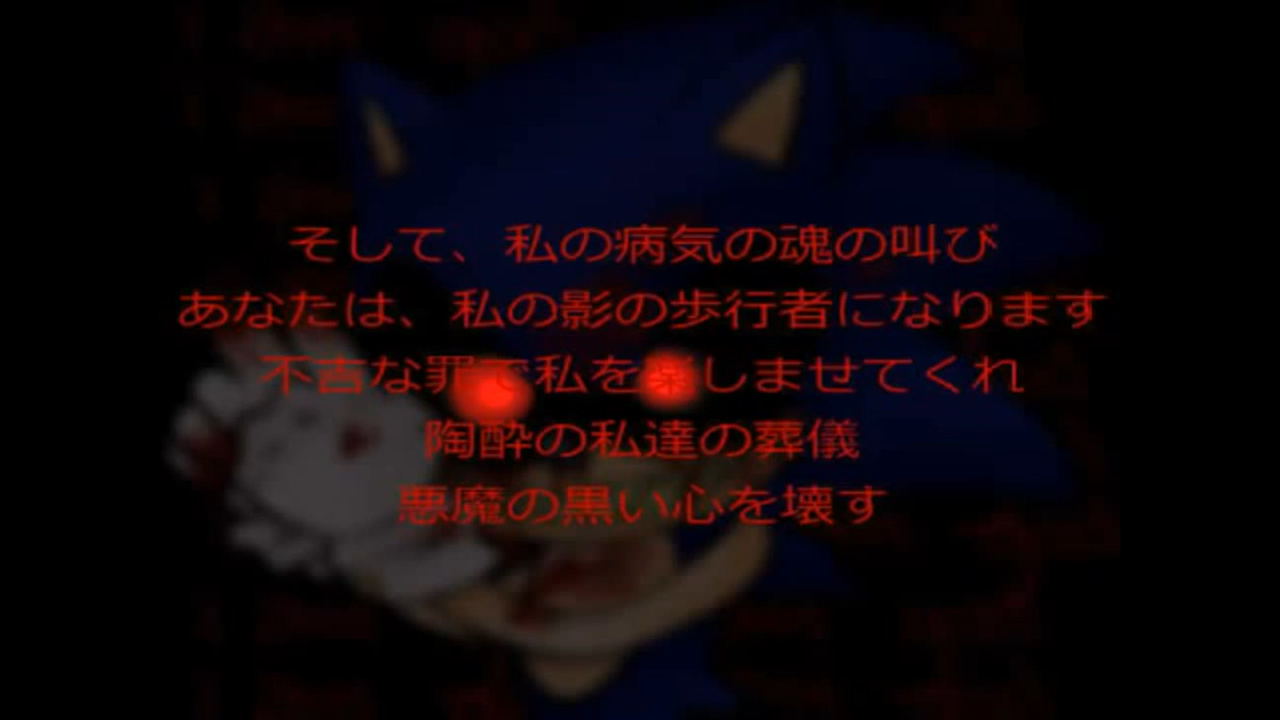 そして、私の病気の魂の叫び
あなたは、私の影の歩行者になります
不吉な罪で私を楽しませてくれ
陶酔の私達の葬儀
悪魔の黒い心を壊す